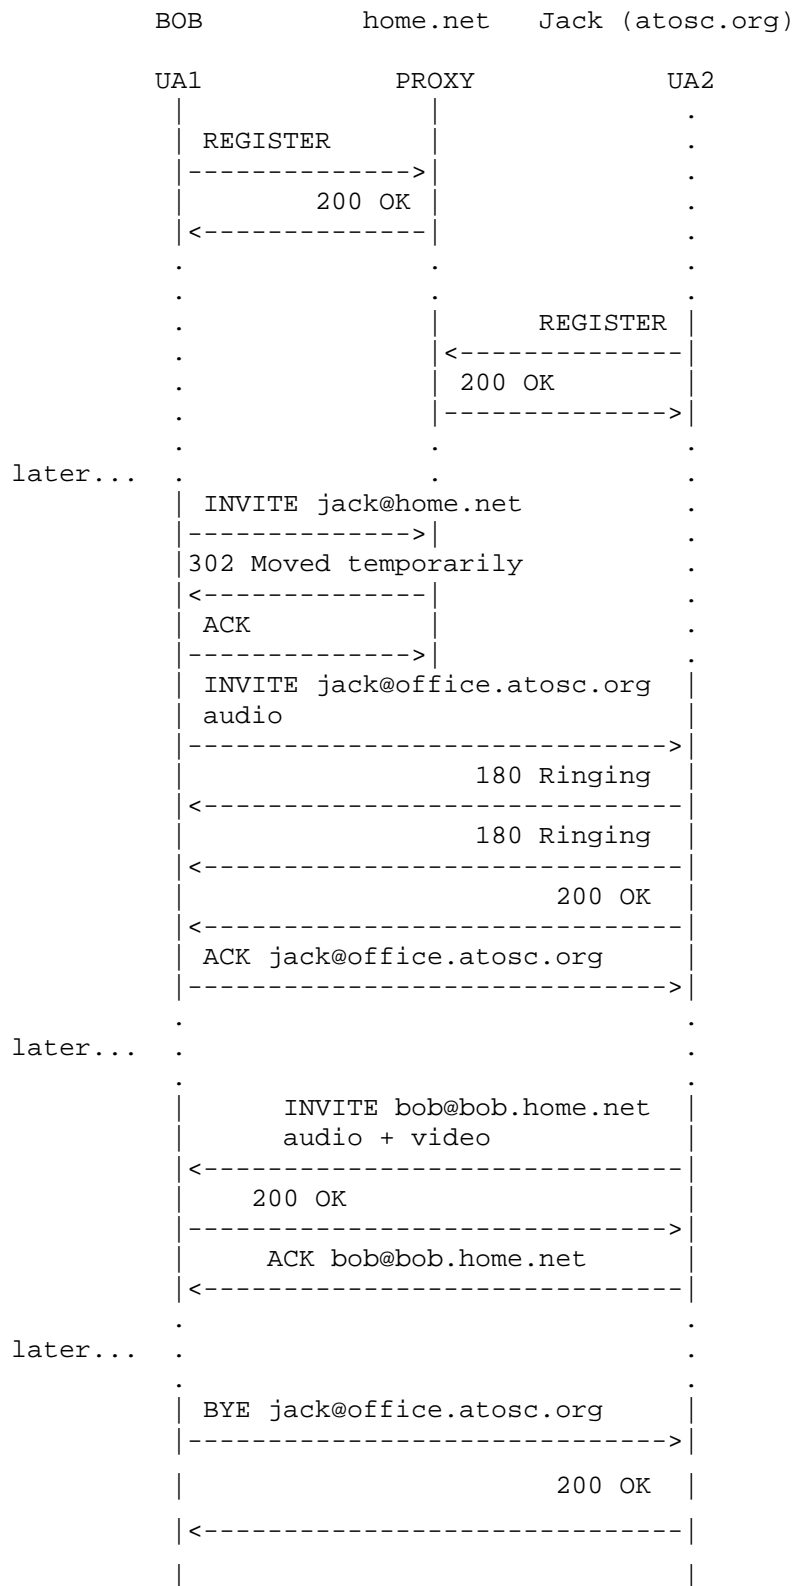 BOB home.net Jack (atosc.org)
UA1 PROXY UA2
| | .
| REGISTER | .
|-------------->| .
| 200 OK | .
|<--------------| .
. . .
. . .
. | REGISTER |
. |<--------------|
. | 200 OK |
. |-------------->|
. . .
later... . . .
| INVITE jack@home.net .
|-------------->| .
|302 Moved temporarily .
|<--------------| .
| ACK | .
|-------------->| .
| INVITE jack@office.atosc.org |
| audio |
|------------------------------>|
| 180 Ringing |
|<------------------------------|
| 180 Ringing |
|<------------------------------|
| 200 OK |
|<------------------------------|
| ACK jack@office.atosc.org |
|------------------------------>|
. .
later... . .
. .
| INVITE bob@bob.home.net |
| audio + video |
|<------------------------------|
| 200 OK |
|------------------------------>|
| ACK bob@bob.home.net |
|<------------------------------|
. .
later... . .
. .
| BYE jack@office.atosc.org |
|------------------------------>|
| 200 OK |
|<------------------------------|
| |